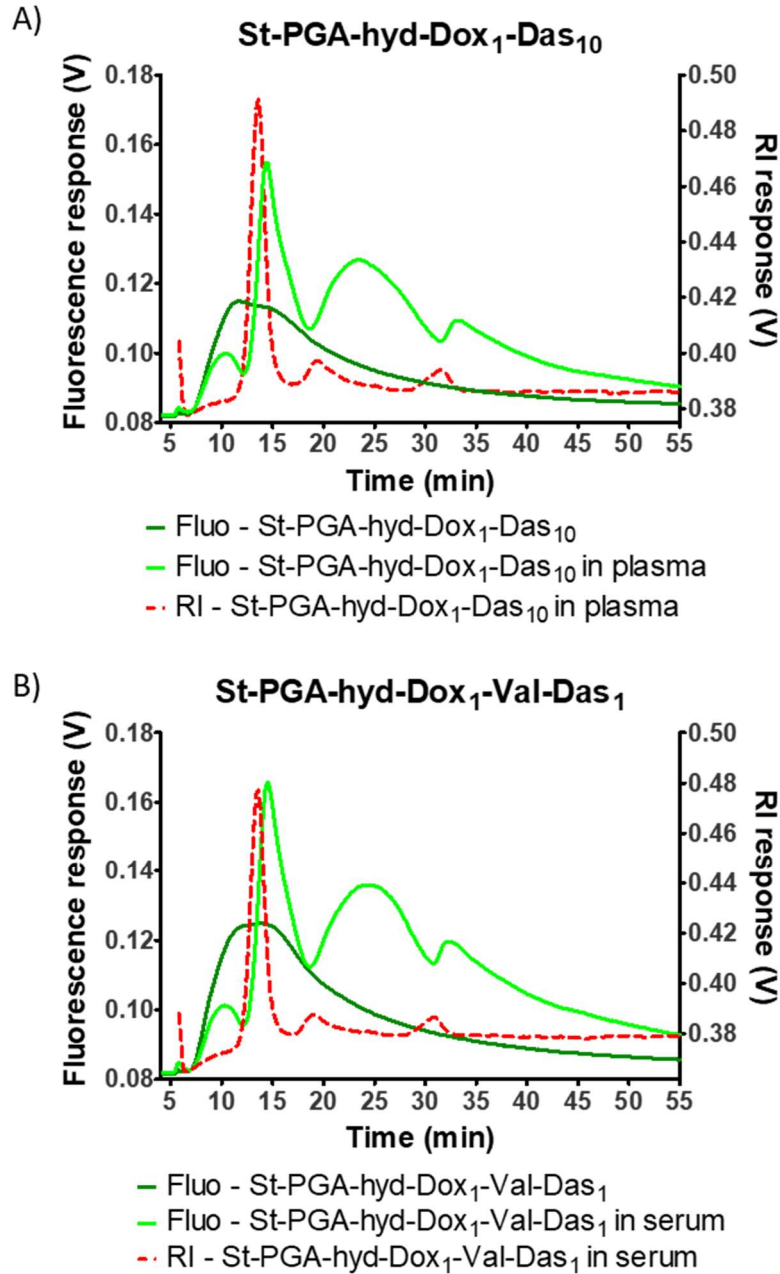 A)
St-PGA-hyd-Dox₁-Das₁₀
Fluorescence response (V)
0.18
0.16
0.14
0.12
0.10
0.08
0.50
0.48
0.46
0.44
0.42
0.40
0.38
RI response (V)
5 10 15 20 25 30 35 40 45 50 55
Time (min)
Fluo - St-PGA-hyd-Dox₁-Das₁₀
Fluo - St-PGA-hyd-Dox₁-Das₁₀ in plasma
RI - St-PGA-hyd-Dox₁-Das₁₀ in plasma
B)
St-PGA-hyd-Dox₁-Val-Das₁
Fluorescence response (V)
0.18
0.16
0.14
0.12
0.10
0.08
0.50
0.48
0.46
0.44
0.42
0.40
0.38
RI response (V)
5 10 15 20 25 30 35 40 45 50 55
Time (min)
Fluo - St-PGA-hyd-Dox₁-Val-Das₁
Fluo - St-PGA-hyd-Dox₁-Val-Das₁ in serum
RI - St-PGA-hyd-Dox₁-Val-Das₁ in serum